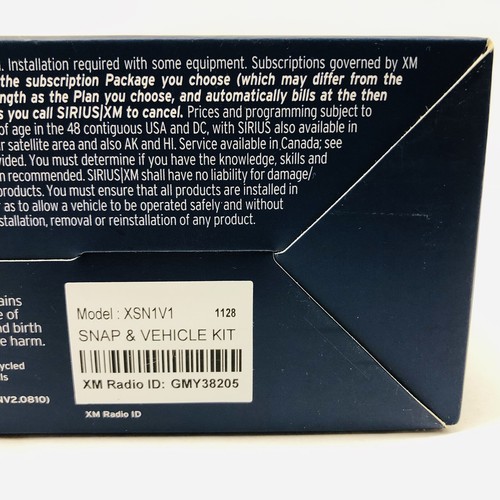 . Installation required with some equipment. Subscriptions governed by XM
the subscription Package you choose (which may differ from the
ngth as the Plan you choose, and automatically bills at the then
s you call SIRIUS|XM to cancel. Prices and programming subject to
of age in the 48 contiguous USA and DC, with SIRIUS also available in
r satellite area and also AK and HI. Service available in Canada; see
vided. You must determine if you have the knowledge, skills and
n recommended. SIRIUS|XM shall have no liability for damage/
products. You must ensure that all products are installed in
as to allow a vehicle to be operated safely and without
stallation, removal or reinstallation of any product.
ains
e of
nd birth
e harm.
ycled
ls
NV2.0810)
Model : XSN1V1 1128
SNAP & VEHICLE KIT
XM Radio ID: GMY38205
XM Radio ID